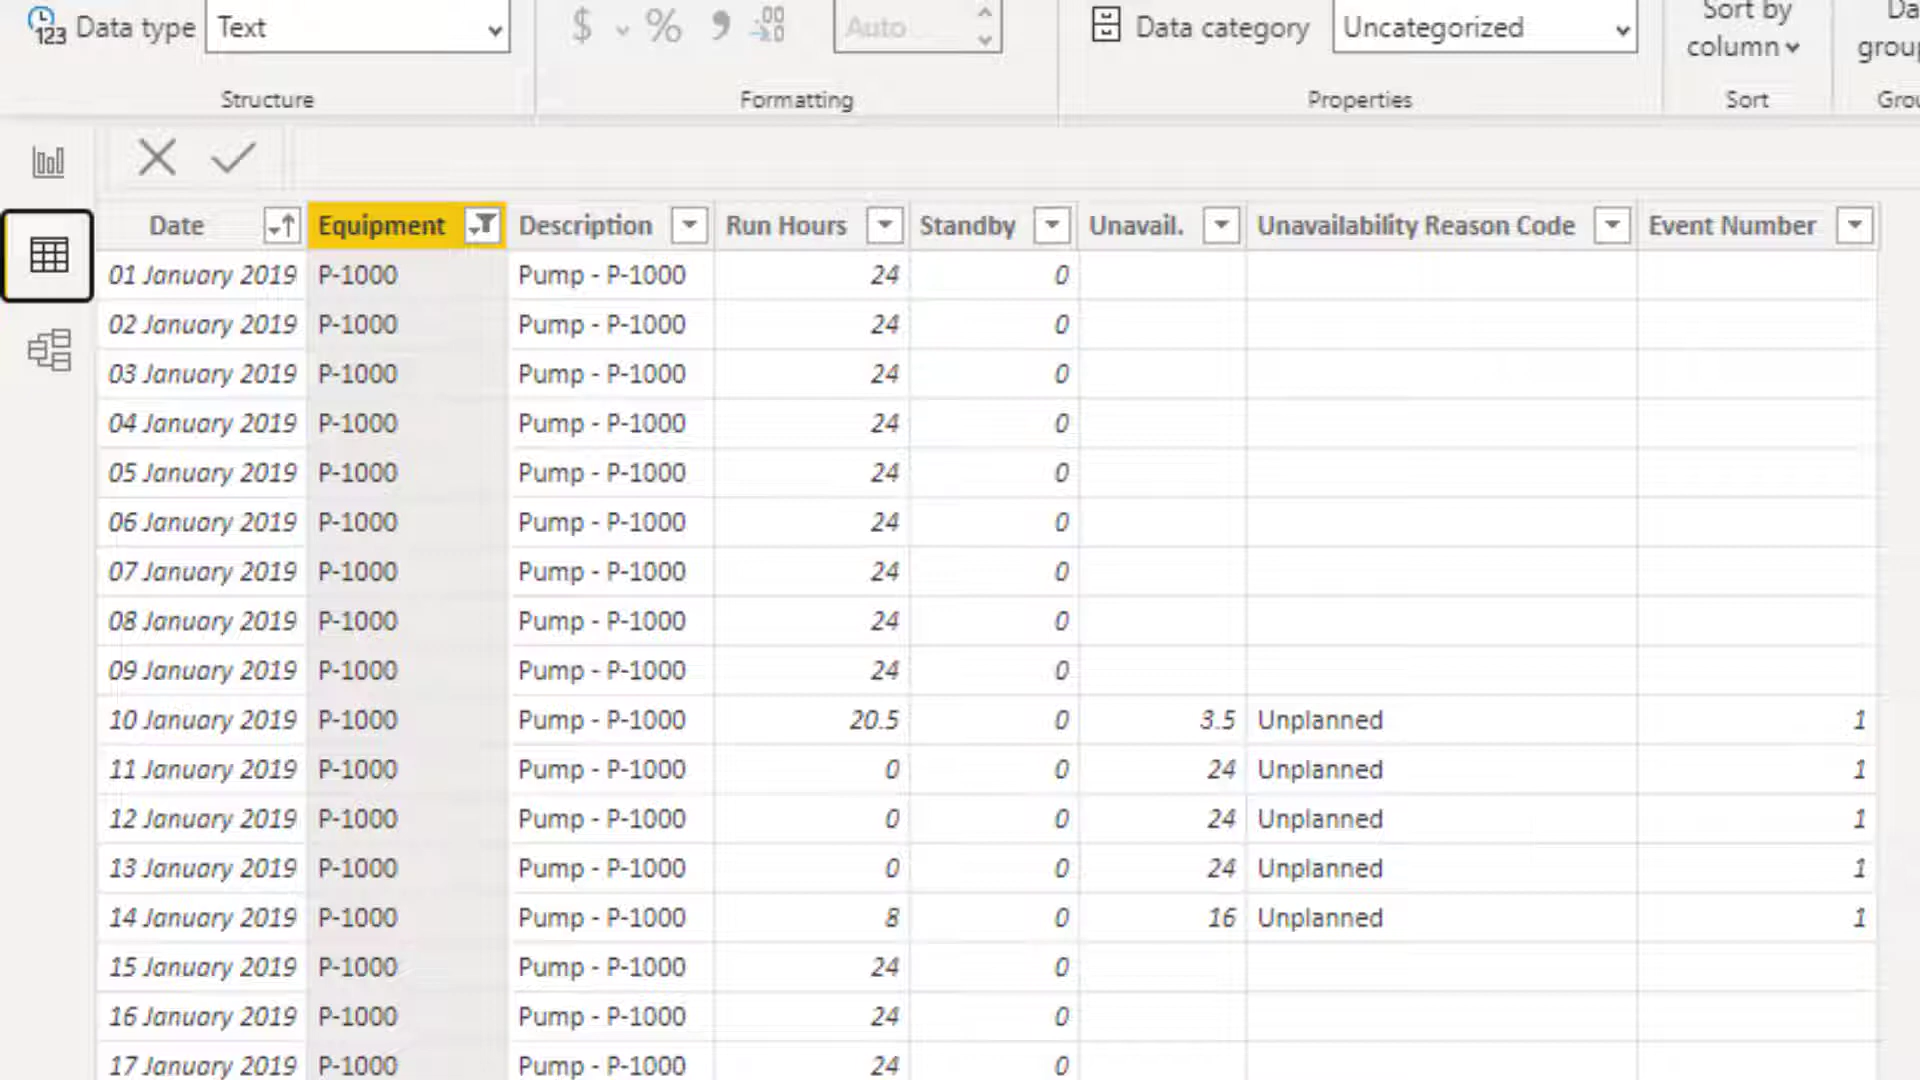 Data type Text $ % Auto Data category Uncategorized Sort by column
Structure Formatting Properties Sort
Date Equipment Description Run Hours Standby Unavail. Unavailability Reason Code Event Number
01 January 2019 P-1000 Pump - P-1000 24 0
02 January 2019 P-1000 Pump - P-1000 24 0
03 January 2019 P-1000 Pump - P-1000 24 0
04 January 2019 P-1000 Pump - P-1000 24 0
05 January 2019 P-1000 Pump - P-1000 24 0
06 January 2019 P-1000 Pump - P-1000 24 0
07 January 2019 P-1000 Pump - P-1000 24 0
08 January 2019 P-1000 Pump - P-1000 24 0
09 January 2019 P-1000 Pump - P-1000 24 0
10 January 2019 P-1000 Pump - P-1000 20.5 0 3.5 Unplanned 1
11 January 2019 P-1000 Pump - P-1000 0 0 24 Unplanned 1
12 January 2019 P-1000 Pump - P-1000 0 0 24 Unplanned 1
13 January 2019 P-1000 Pump - P-1000 0 0 24 Unplanned 1
14 January 2019 P-1000 Pump - P-1000 8 0 16 Unplanned 1
15 January 2019 P-1000 Pump - P-1000 24 0
16 January 2019 P-1000 Pump - P-1000 24 0
17 January 2019 P-1000 Pump - P-1000 24 0